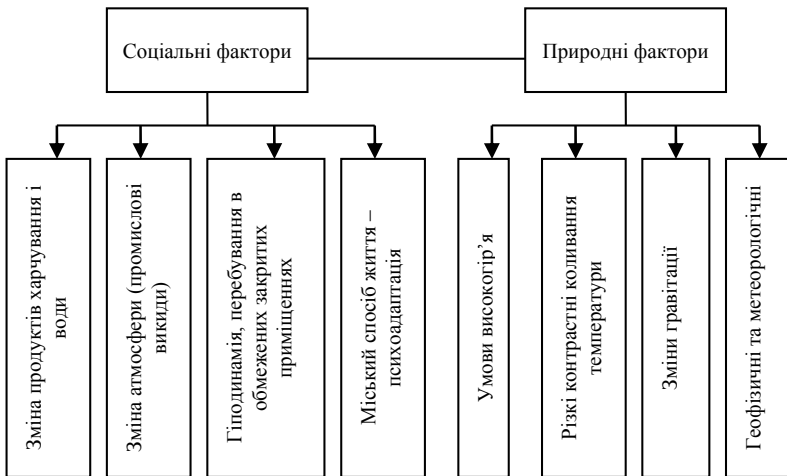 Соціальні фактори
Природні фактори
Зміна продуктів харчування і
води
Зміна атмосфери (промислові
викиди)
Гіподинамія, перебування в
обмежених закритих
приміщеннях
Міський спосіб життя –
психоадаптація
Умови високогір’я
Різкі контрастні коливання
температури
Зміни гравітації
Геофізичні та метеорологічні